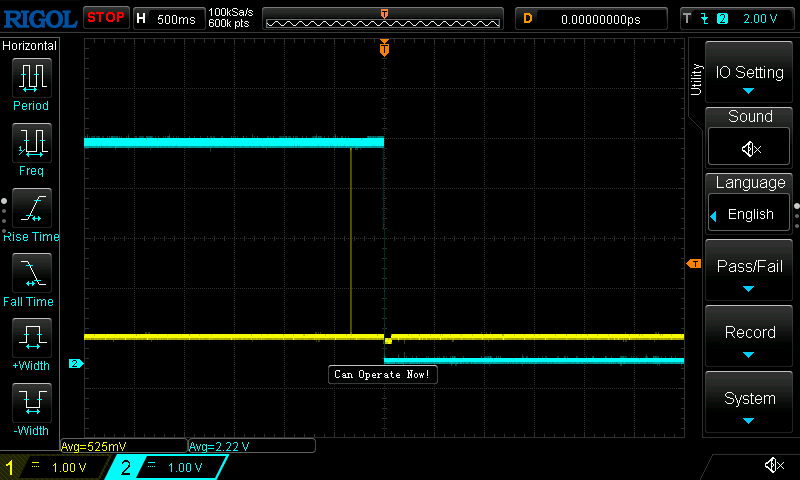 RIGOL STOP H 500ms 100kSa/s 600k pts T D 0.00000000ps T 2 2.00 V
Horizontal
Period
Freq
Rise Time
Fall Time
+Width
-Width
T
T
2
Can Operate Now!
Avg=525mV Avg=2.22 V
1 1.00 V 2 1.00 V
Utility
IO Setting
Sound
Language
English
Pass/Fail
Record
System